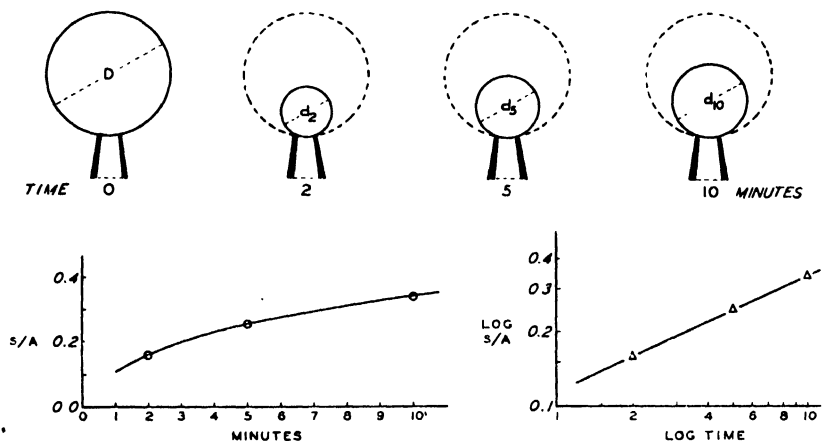 D d2 d5 d10
TIME 0 2 5 10 MINUTES
0.4
0.2
0.0
S/A
0 1 2 3 4 5 6 7 8 9 10
MINUTES
0.4
0.3
0.2
0.1
LOG
S/A
1 2 4 6 8 10
LOG TIME